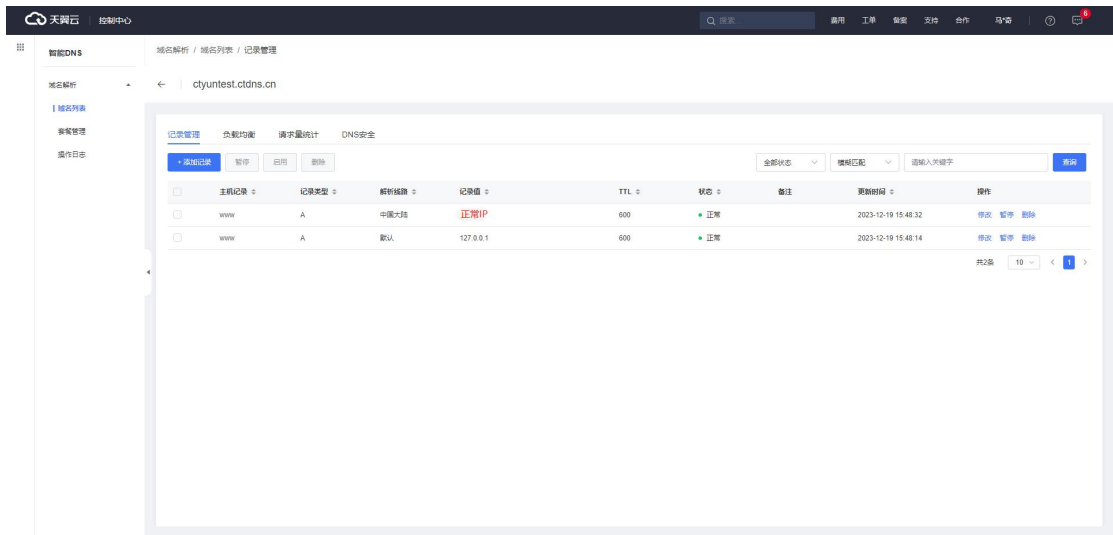 天翼云 控制中心 搜索... 费用 工单 备案 支持 合作 马*奇 6
智能DNS
域名解析
域名列表
套餐管理
操作日志
域名解析 / 域名列表 / 记录管理
← ctyuntest.ctdns.cn
记录管理 负载均衡 请求量统计 DNS安全
+ 添加记录 暂停 启用 删除 全部状态 模糊匹配 请输入关键字 查询
主机记录 记录类型 解析线路 记录值 TTL 状态 备注 更新时间 操作
www A 中国大陆 正常IP 600 正常 2023-12-19 15:48:32 修改 暂停 删除
www A 默认 127.0.0.1 600 正常 2023-12-19 15:48:14 修改 暂停 删除
共2条 10 < 1 >